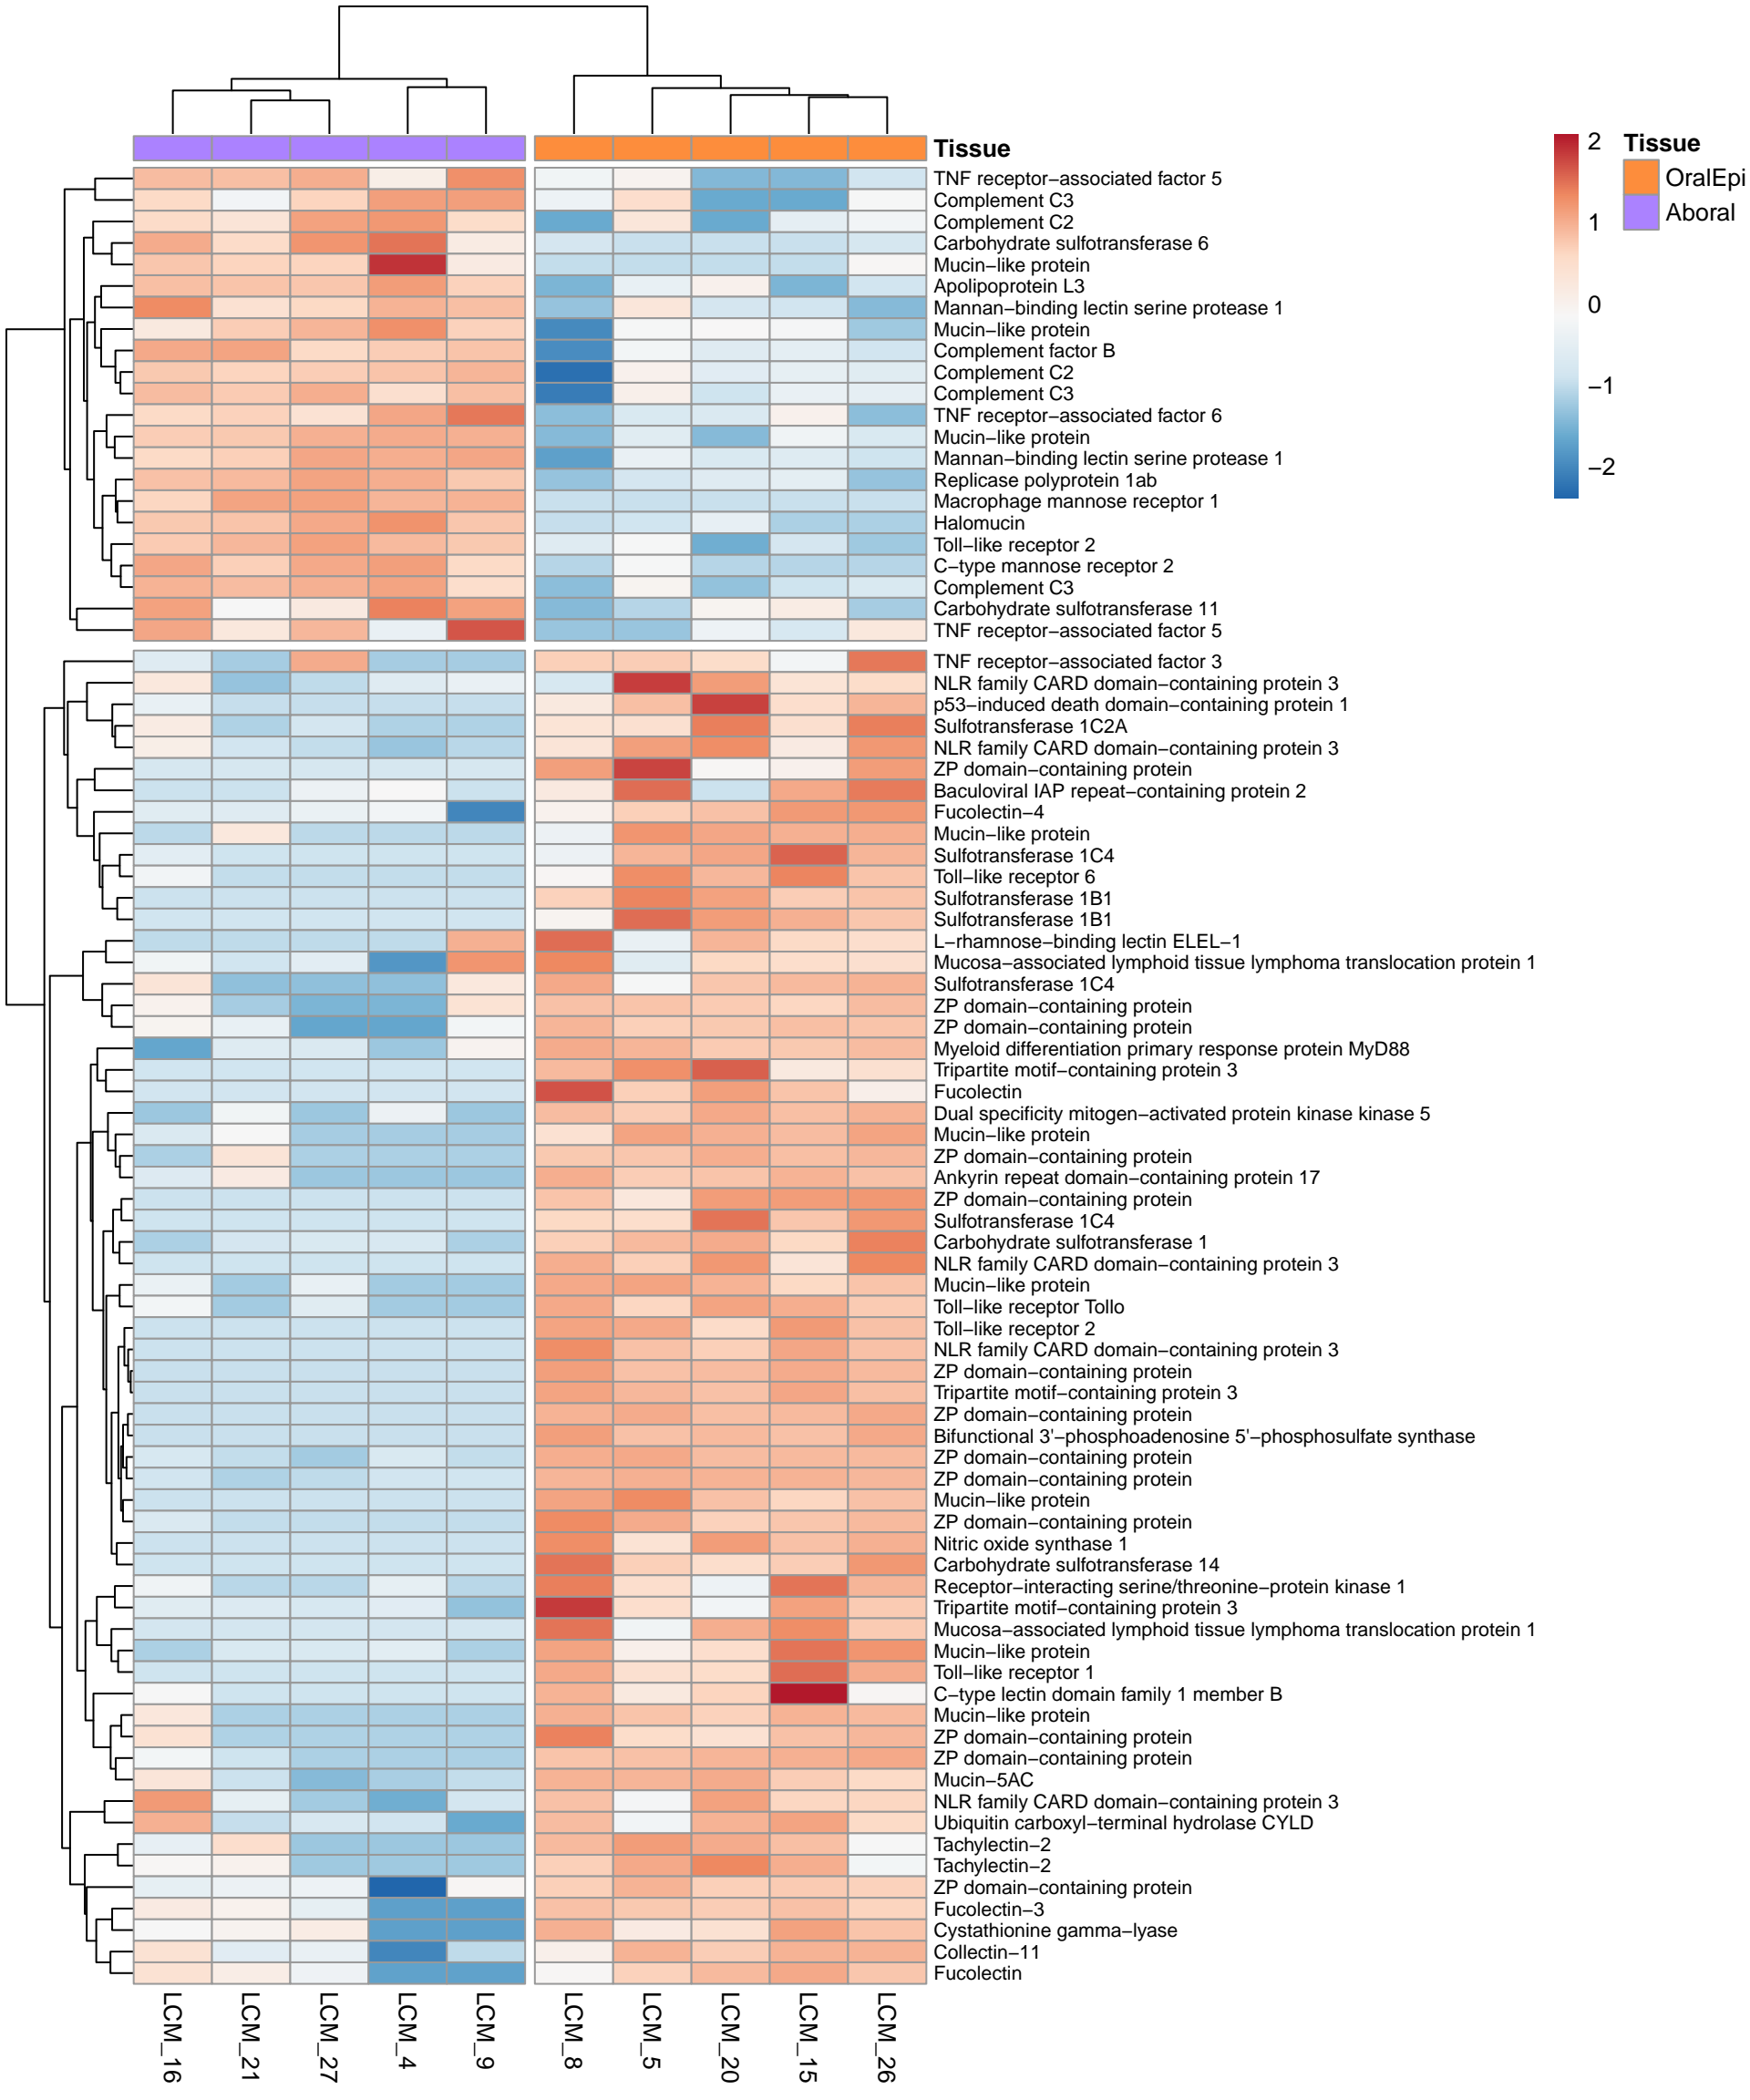 Tissue
TNF receptor−associated factor 5
Complement C3
Complement C2
Carbohydrate sulfotransferase 6
Mucin−like protein
Apolipoprotein L3
Mannan−binding lectin serine protease 1
Mucin−like protein
Complement factor B
Complement C2
Complement C3
TNF receptor−associated factor 6
Mucin−like protein
Mannan−binding lectin serine protease 1
Replicase polyprotein 1ab
Macrophage mannose receptor 1
Halomucin
Toll−like receptor 2
C−type mannose receptor 2
Complement C3
Carbohydrate sulfotransferase 11
TNF receptor−associated factor 5
TNF receptor−associated factor 3
NLR family CARD domain−containing protein 3
p53−induced death domain−containing protein 1
Sulfotransferase 1C2A
NLR family CARD domain−containing protein 3
ZP domain−containing protein
Baculoviral IAP repeat−containing protein 2
Fucolectin−4
Mucin−like protein
Sulfotransferase 1C4
Toll−like receptor 6
Sulfotransferase 1B1
Sulfotransferase 1B1
L−rhamnose−binding lectin ELEL−1
Mucosa−associated lymphoid tissue lymphoma translocation protein 1
Sulfotransferase 1C4
ZP domain−containing protein
ZP domain−containing protein
Myeloid differentiation primary response protein MyD88
Tripartite motif−containing protein 3
Fucolectin
Dual specificity mitogen−activated protein kinase kinase 5
Mucin−like protein
ZP domain−containing protein
Ankyrin repeat domain−containing protein 17
ZP domain−containing protein
Sulfotransferase 1C4
Carbohydrate sulfotransferase 1
NLR family CARD domain−containing protein 3
Mucin−like protein
Toll−like receptor Tollo
Toll−like receptor 2
NLR family CARD domain−containing protein 3
ZP domain−containing protein
Tripartite motif−containing protein 3
ZP domain−containing protein
Bifunctional 3'−phosphoadenosine 5'−phosphosulfate synthase
ZP domain−containing protein
ZP domain−containing protein
Mucin−like protein
ZP domain−containing protein
Nitric oxide synthase 1
Carbohydrate sulfotransferase 14
Receptor−interacting serine/threonine−protein kinase 1
Tripartite motif−containing protein 3
Mucosa−associated lymphoid tissue lymphoma translocation protein 1
Mucin−like protein
Toll−like receptor 1
C−type lectin domain family 1 member B
Mucin−like protein
ZP domain−containing protein
ZP domain−containing protein
Mucin−5AC
NLR family CARD domain−containing protein 3
Ubiquitin carboxyl−terminal hydrolase CYLD
Tachylectin−2
Tachylectin−2
ZP domain−containing protein
Fucolectin−3
Cystathionine gamma−lyase
Collectin−11
Fucolectin
LCM_16
LCM_21
LCM_27
LCM_4
LCM_9
LCM_8
LCM_5
LCM_20
LCM_15
LCM_26
2
1
0
−1
−2
Tissue
OralEpi
Aboral